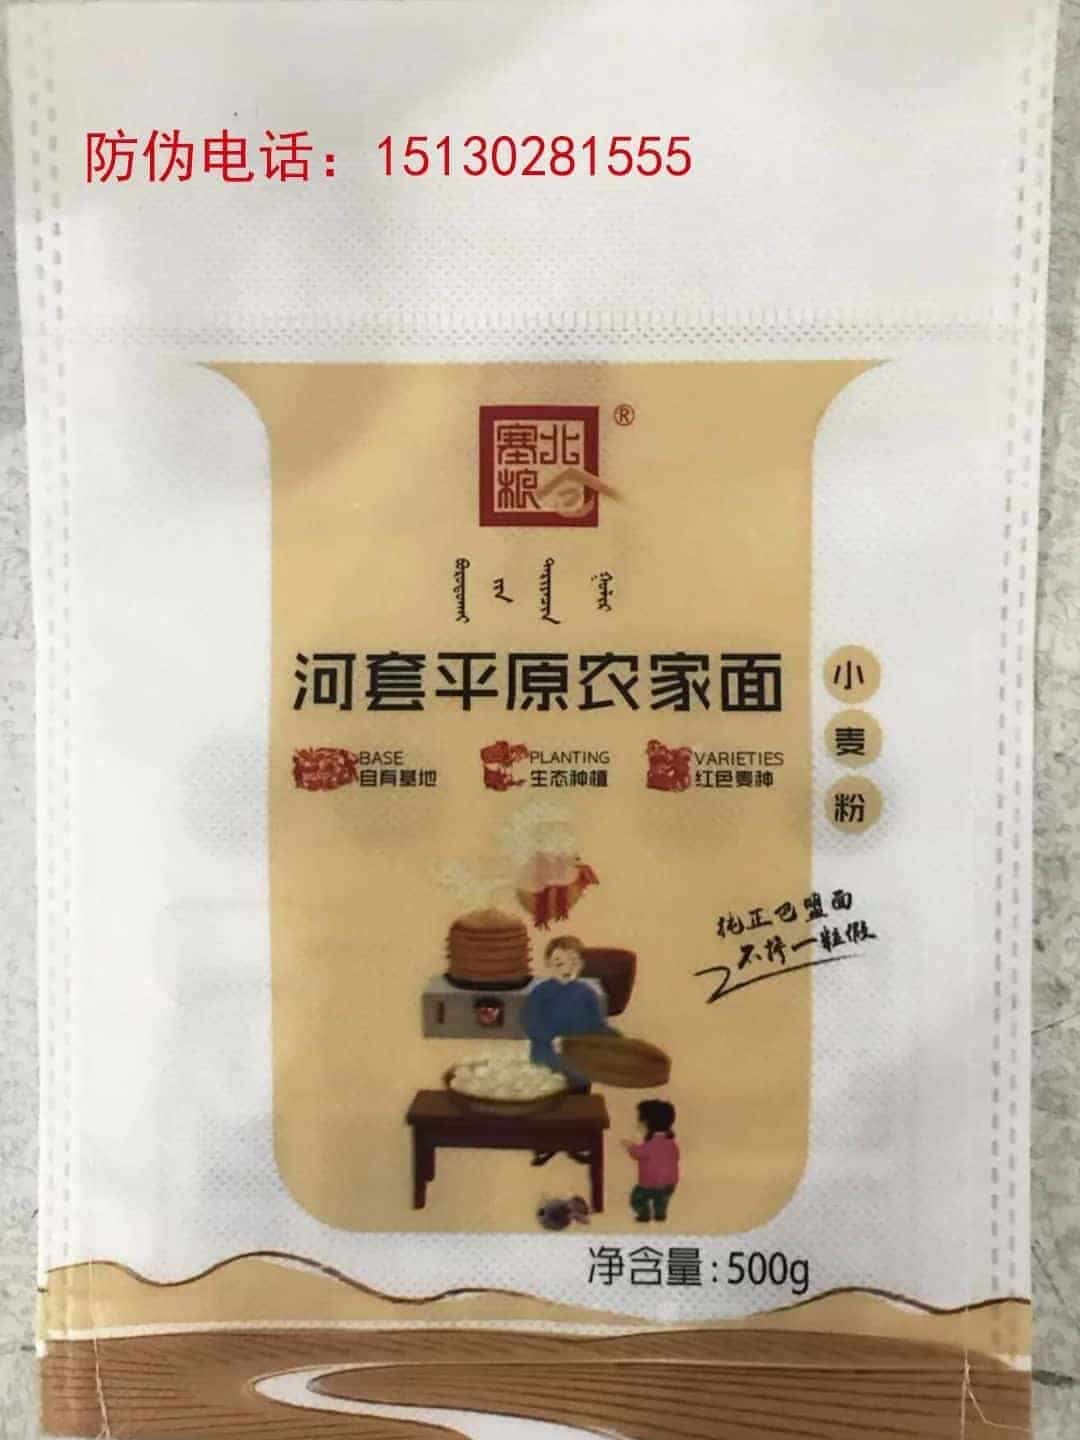 防伪电话：15130281555
塞北粮仓
®
河套平原农家面
小麦粉
BASE
自有基地
PLANTING
生态种植
VARIETIES
红色麦种
纯正巴盟面
不掺一粒假
净含量：500g